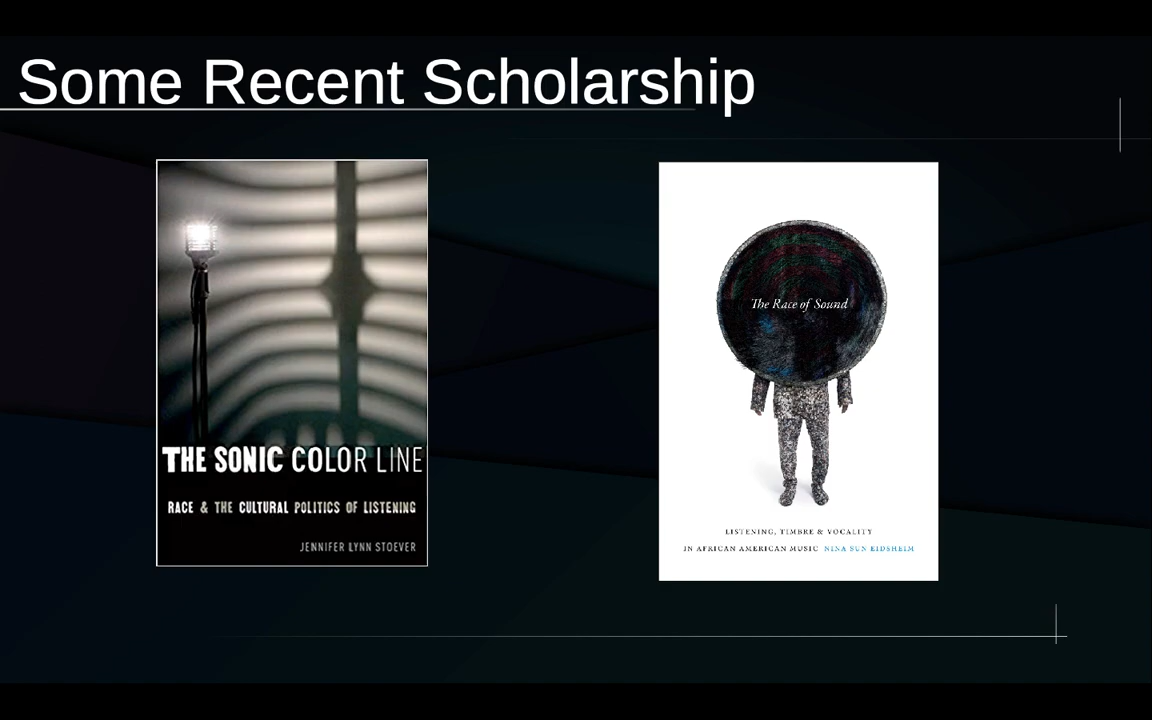 Some Recent Scholarship
THE SONIC COLOR LINE
RACE & THE CULTURAL POLITICS OF LISTENING
JENNIFER LYNN STOEVER
The Race of Sound
LISTENING, TIMBRE & VOCALITY
IN AFRICAN AMERICAN MUSIC NINA SUN EIDSHEIM